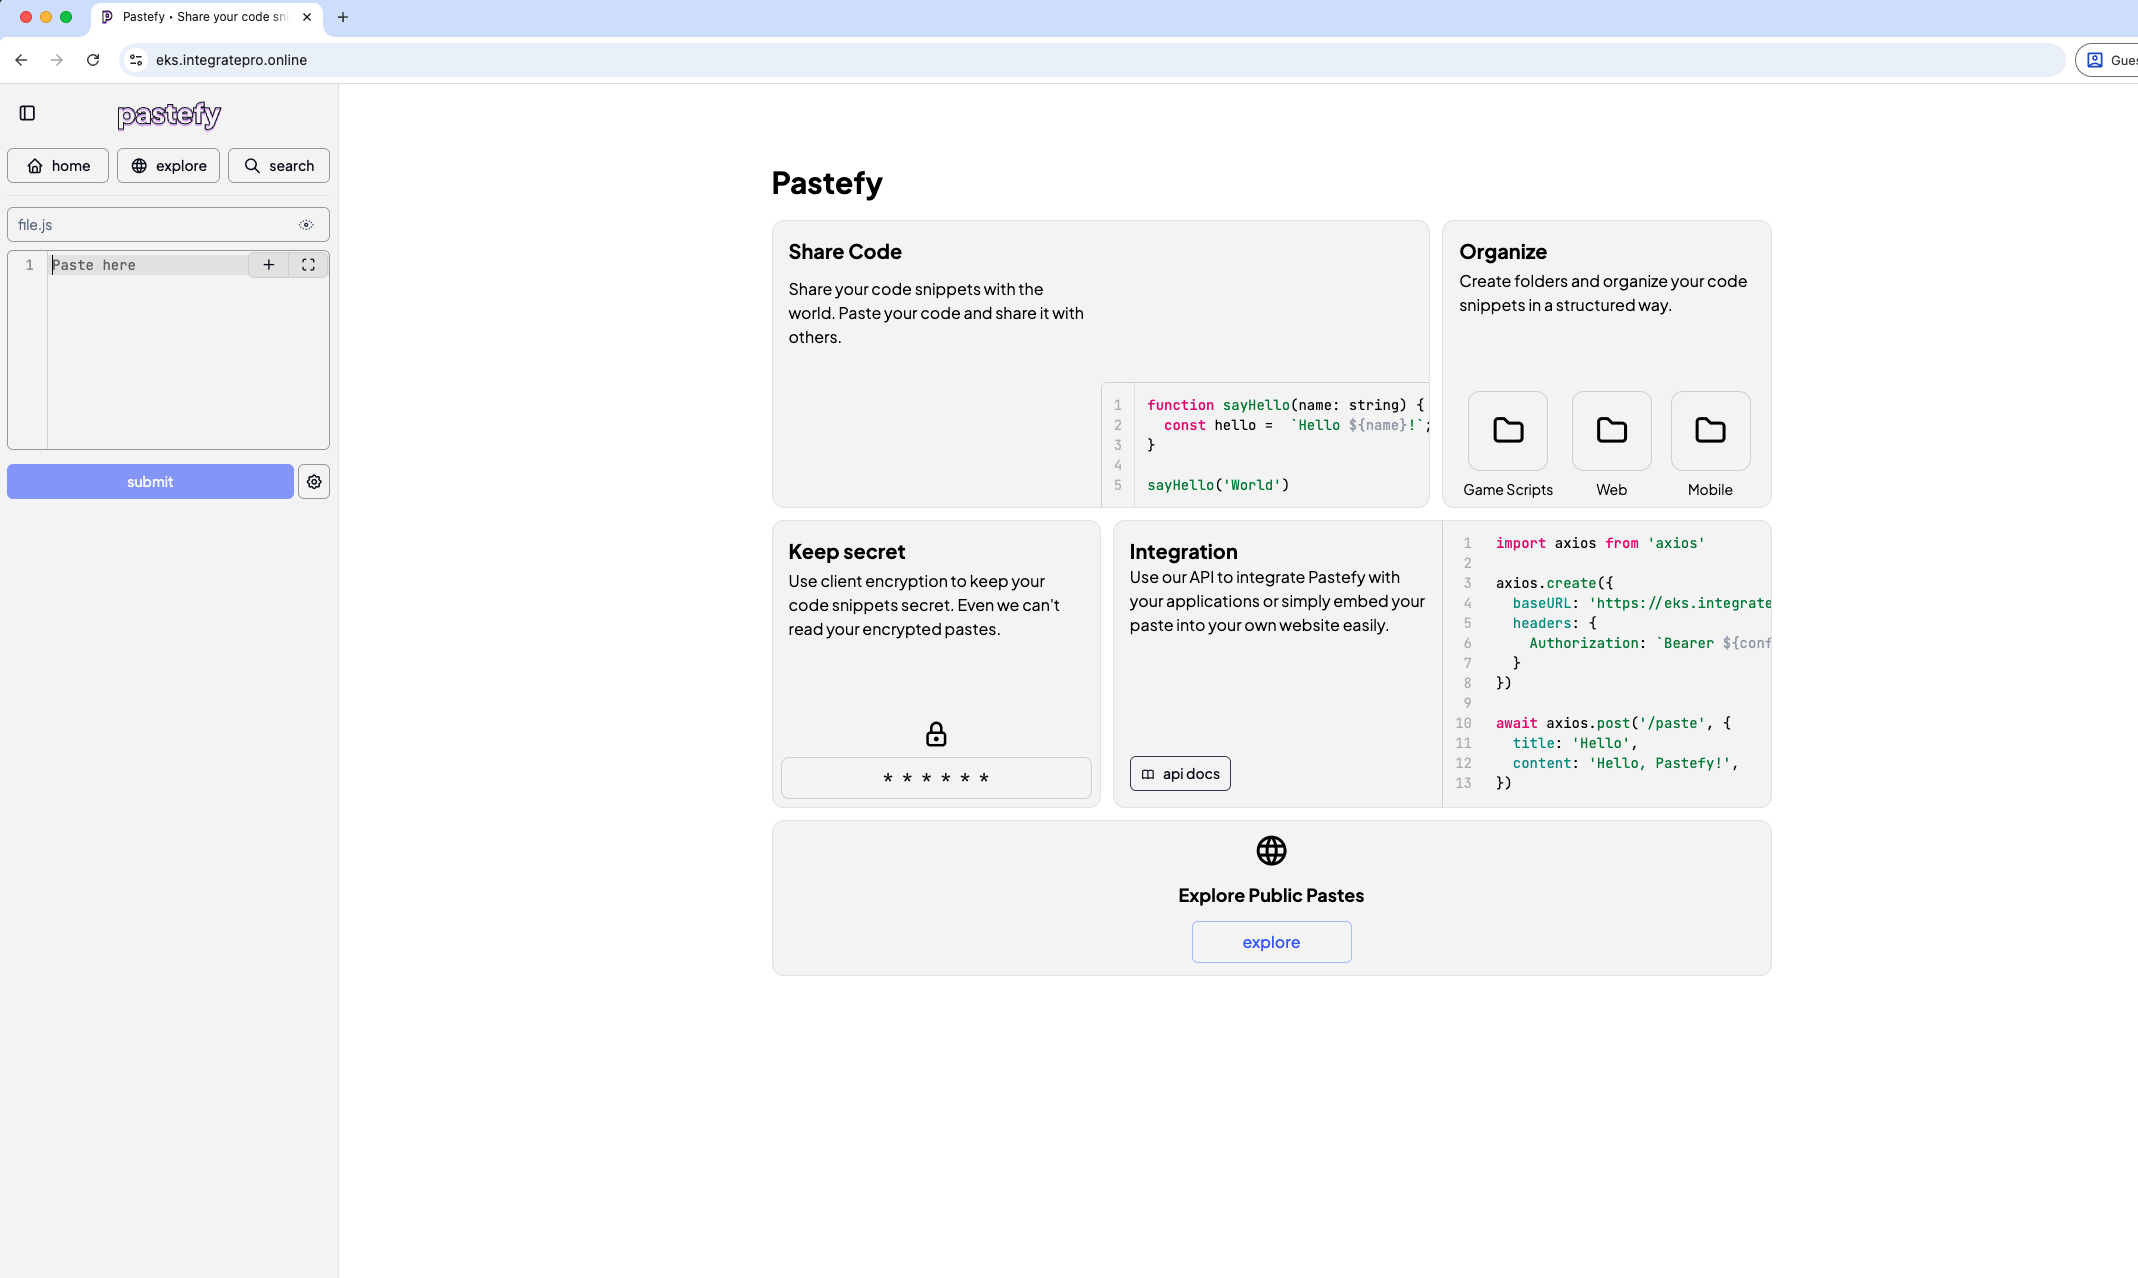 Pastefy • Share your code sni
eks.integratepro.online
Gues
pastefy
home
explore
search
file.js
1
Paste here
submit
Pastefy
Share Code
Share your code snippets with the
world. Paste your code and share it with
others.
1 function sayHello(name: string) {
2 const hello = `Hello ${name}!`;
3 }
4
5 sayHello('World')
Organize
Create folders and organize your code
snippets in a structured way.
Game Scripts
Web
Mobile
Keep secret
Use client encryption to keep your
code snippets secret. Even we can't
read your encrypted pastes.
* * * * * *
Integration
Use our API to integrate Pastefy with
your applications or simply embed your
paste into your own website easily.
api docs
1 import axios from 'axios'
2
3 axios.create({
4 baseURL: 'https://eks.integrate
5 headers: {
6 Authorization: `Bearer ${conf
7 }
8 })
9
10 await axios.post('/paste', {
11 title: 'Hello',
12 content: 'Hello, Pastefy!',
13 })
Explore Public Pastes
explore